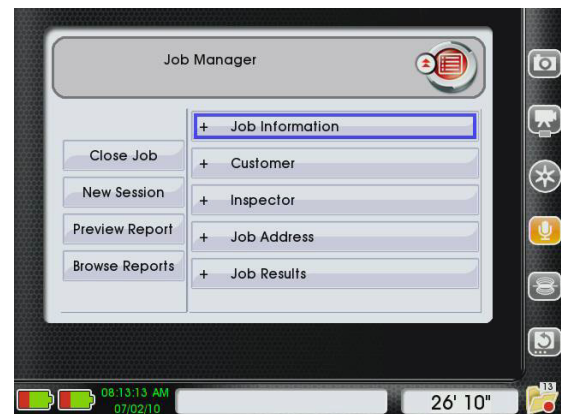 Job Manager
+ Job Information
Close Job
+ Customer
New Session
+ Inspector
Preview Report
+ Job Address
Browse Reports
+ Job Results
08:13:13 AM
07/02/10
26' 10"
13